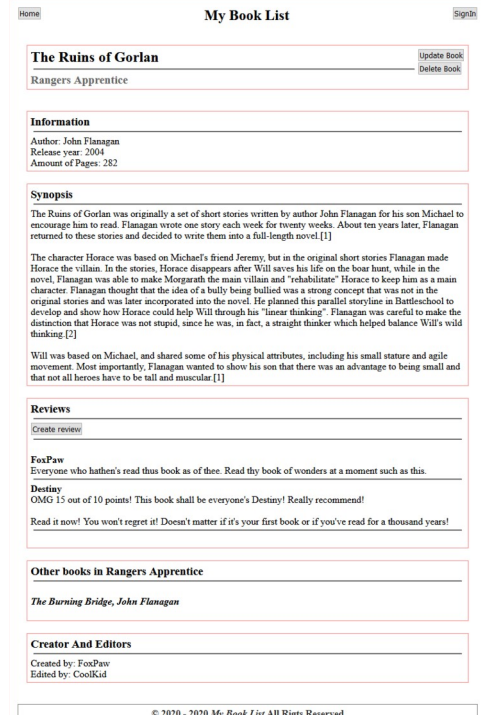 Home
My Book List
SignIn
The Ruins of Gorlan
Update Book
Delete Book
Rangers Apprentice
Information
Author: John Flanagan
Release year: 2004
Amount of Pages: 282
Synopsis
The Ruins of Gorlan was originally a set of short stories written by author John Flanagan for his son Michael to
encourage him to read. Flanagan wrote one story each week for twenty weeks. About ten years later, Flanagan
returned to these stories and decided to write them into a full-length novel.[1]
The character Horace was based on Michael's friend Jeremy, but in the original short stories Flanagan made
Horace the villain. In the stories, Horace disappears after Will saves his life on the boar hunt, while in the
novel, Flanagan was able to make Morgarath the main villain and "rehabilitate" Horace to keep him as a main
character. Flanagan thought that the idea of a bully being bullied was a strong concept that was not in the
original stories and was later incorporated into the novel. He planned this parallel storyline in Battleschool to
develop and show how Horace could help Will through his "linear thinking". Flanagan was careful to make the
distinction that Horace was not stupid, since he was, in fact, a straight thinker which helped balance Will's wild
thinking.[2]
Will was based on Michael, and shared some of his physical attributes, including his small stature and agile
movement. Most importantly, Flanagan wanted to show his son that there was an advantage to being small and
that not all heroes have to be tall and muscular.[1]
Reviews
Create review
FoxPaw
Everyone who hathen's read thus book as of thee. Read thy book of wonders at a moment such as this.
Destiny
OMG 15 out of 10 points! This book shall be everyone's Destiny! Really recommend!
Read it now! You won't regret it! Doesn't matter if it's your first book or if you've read for a thousand years!
Other books in Rangers Apprentice
The Burning Bridge, John Flanagan
Creator And Editors
Created by: FoxPaw
Edited by: CoolKid
© 2020 - 2020 My Book List All Rigts Reserved